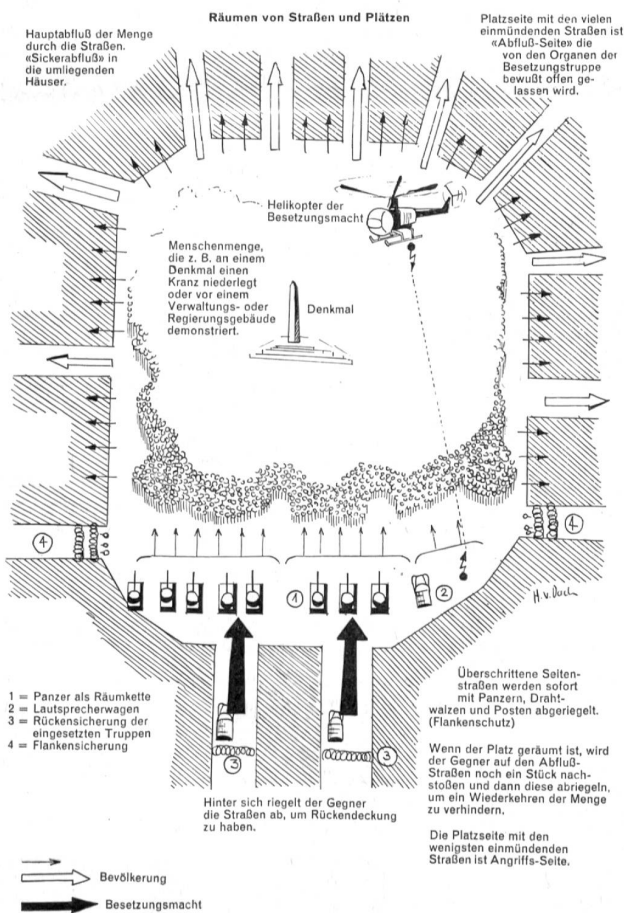 Räumen von Straßen und Plätzen
Hauptabfluß der Menge
durch die Straßen.
«Sickerabfluß» in
die umliegenden
Häuser.
Platzseite mit den vielen
einmündenden Straßen ist
«Abfluß-Seite» die
von den Organen der
Besetzungstruppe
bewußt offen ge-
lassen wird.
Helikopter der
Besetzungsmacht
Menschenmenge,
die z. B. an einem
Denkmal einen
Kranz niederlegt
oder vor einem
Verwaltungs- oder
Regierungsgebäude
demonstriert.
Denkmal
4
4
1
2
H.v.Dach
1 = Panzer als Räumkette
2 = Lautsprecherwagen
3 = Rückensicherung der
eingesetzten Truppen
4 = Flankensicherung
3
3
Überschrittene Seiten-
straßen werden sofort
mit Panzern, Draht-
walzen und Posten abgeriegelt.
(Flankenschutz)
Wenn der Platz geräumt ist, wird
der Gegner auf den Abfluß-
Straßen noch ein Stück nach-
stoßen und dann diese abriegeln,
um ein Wiederkehren der Menge
zu verhindern.
Die Platzseite mit den
wenigsten einmündenden
Straßen ist Angriffs-Seite.
Hinter sich riegelt der Gegner
die Straßen ab, um Rückendeckung
zu haben.
Bevölkerung
Besetzungsmacht